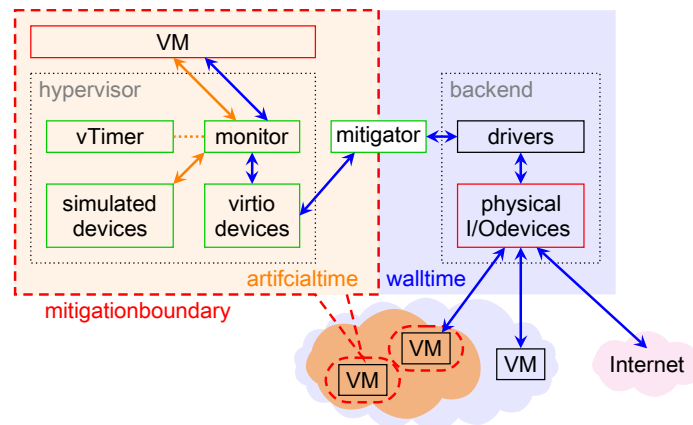 VM
hypervisor
backend
vTimer
monitor
mitigator
drivers
simulated
devices
virtio
devices
physical
I/Odevices
artifcialtime
walltime
mitigationboundary
VM
VM
VM
Internet